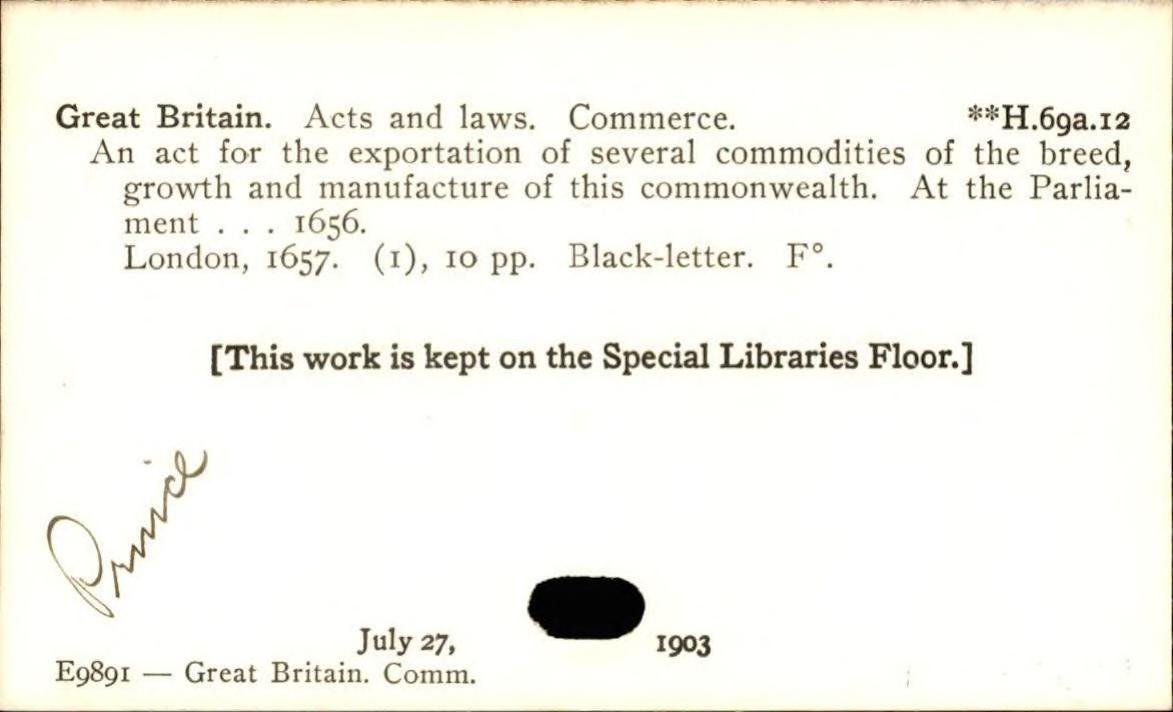 Great Britain. Acts and laws. Commerce. **H.69a.12
An act for the exportation of several commodities of the breed,
growth and manufacture of this commonwealth. At the Parlia-
ment . . . 1656.
London, 1657. (1), 10 pp. Black-letter. F°.
[This work is kept on the Special Libraries Floor.]
Prince
July 27, 1903
E9891 — Great Britain. Comm.